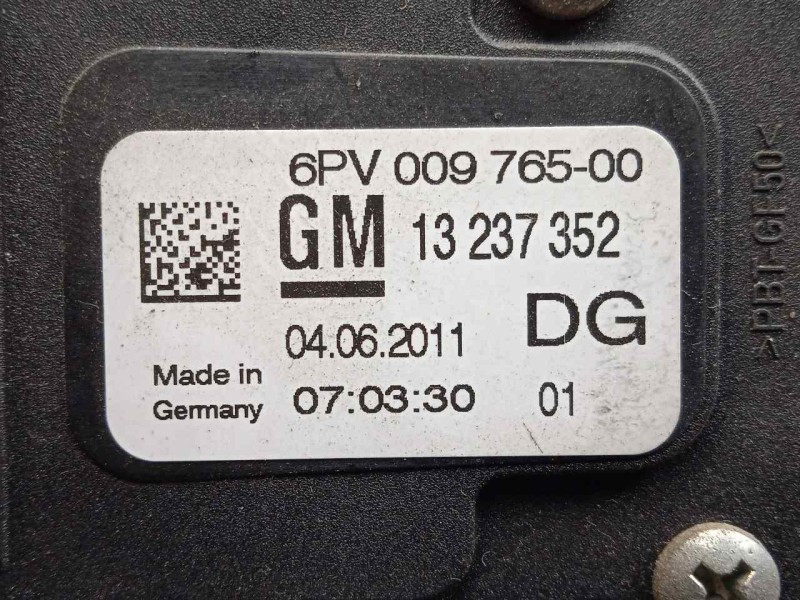 6PV 009 765-00
GM 13 237 352
04.06.2011 DG
Made in
Germany
07:03:30 01
>PBT-GF50<